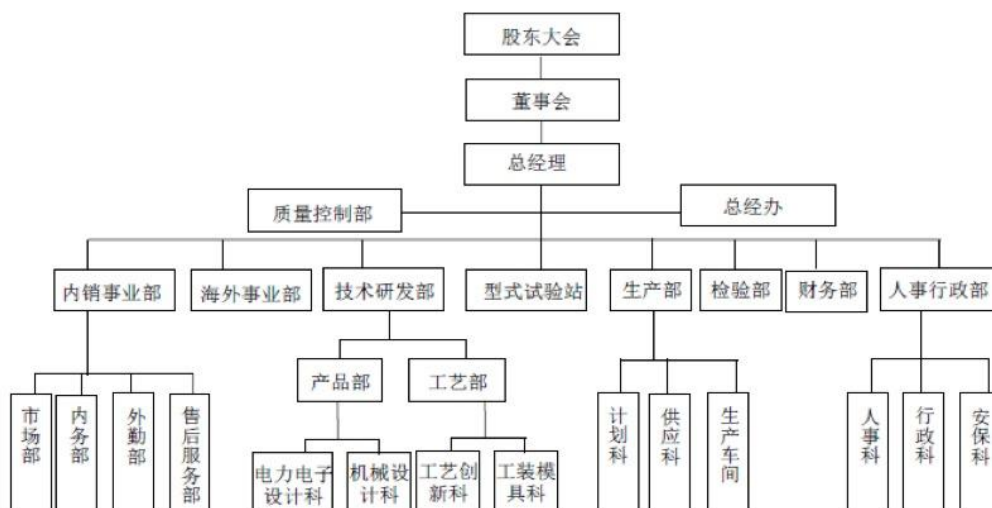 股东大会
董事会
总经理
质量控制部
总经办
内销事业部
海外事业部
技术研发部
型式试验站
生产部
检验部
财务部
人事行政部
产品部
工艺部
市场部
内务部
外勤部
售后服务部
电力电子
设计科
机械设
计科
工艺创
新科
工装模
具科
计划科
供应科
生产车间
人事科
行政科
安保科